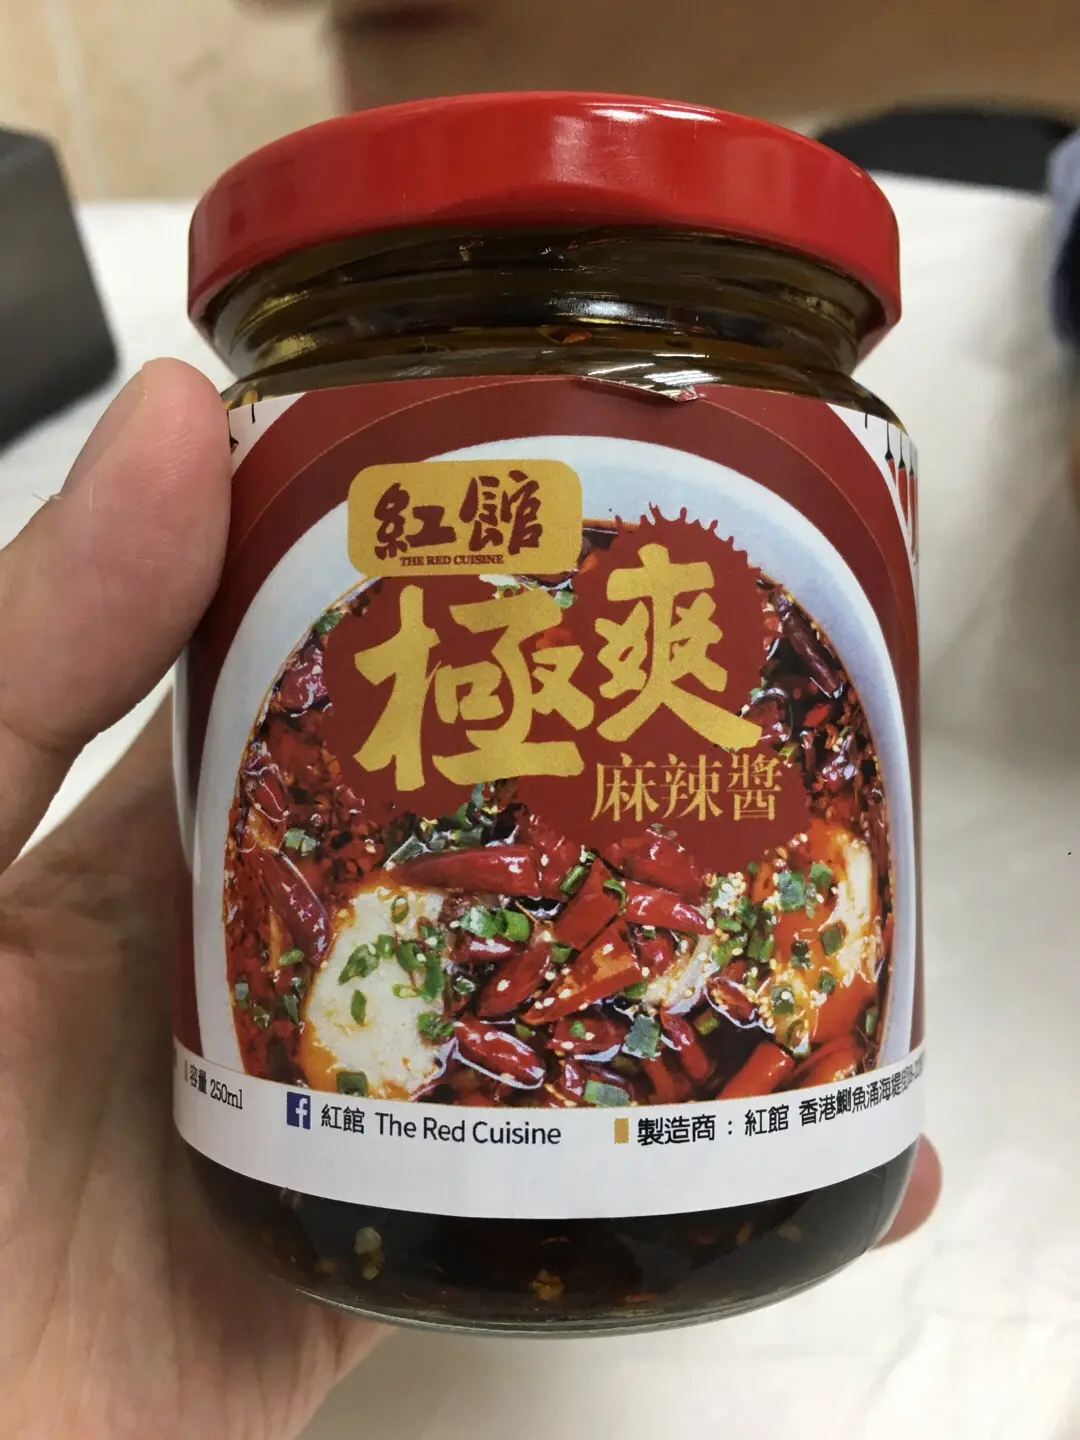 紅館
THE RED CUISINE
極爽
麻辣醬
容量 250ml
紅館 The Red Cuisine
製造商：紅館 香港鰂魚涌海堤街